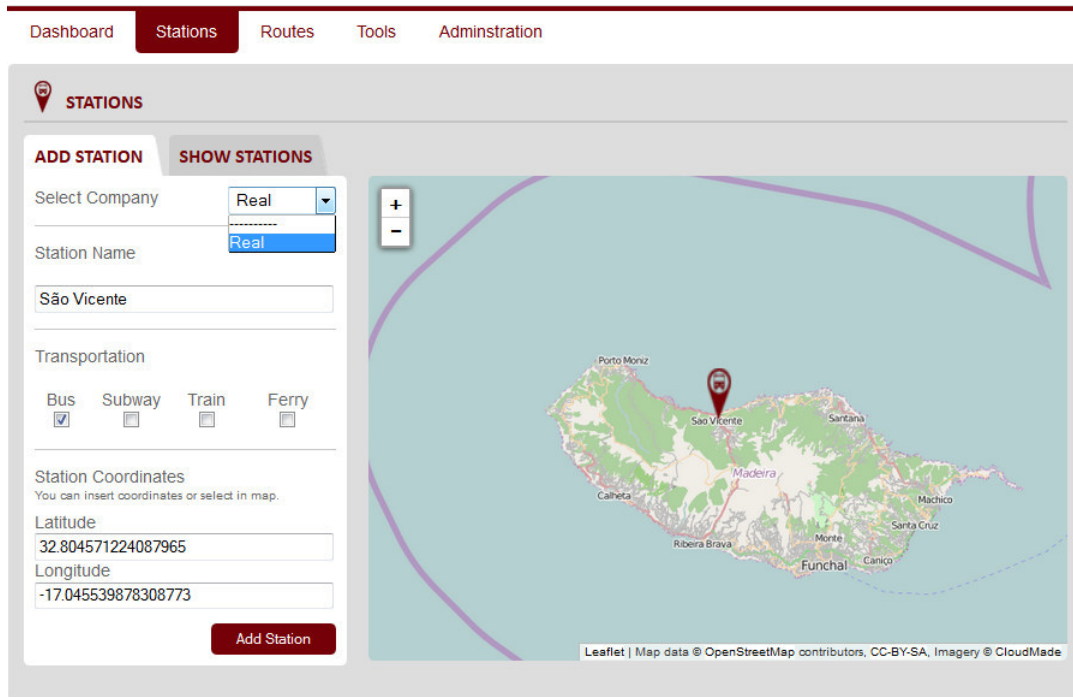 Dashboard Stations Routes Tools Adminstration
STATIONS
ADD STATION SHOW STATIONS
Select Company Real
----------
Real
Station Name
São Vicente
Transportation
Bus Subway Train Ferry
Station Coordinates
You can insert coordinates or select in map.
Latitude
32.804571224087965
Longitude
-17.045539878308773
Add Station
+
-
Porto Moniz
Sao Vicente
Santana
Madeira
Calheta
Machico
Santa Cruz
Ribeira Brava
Monte
Caniço
Funchal
Leaflet | Map data © OpenStreetMap contributors, CC-BY-SA, Imagery © CloudMade